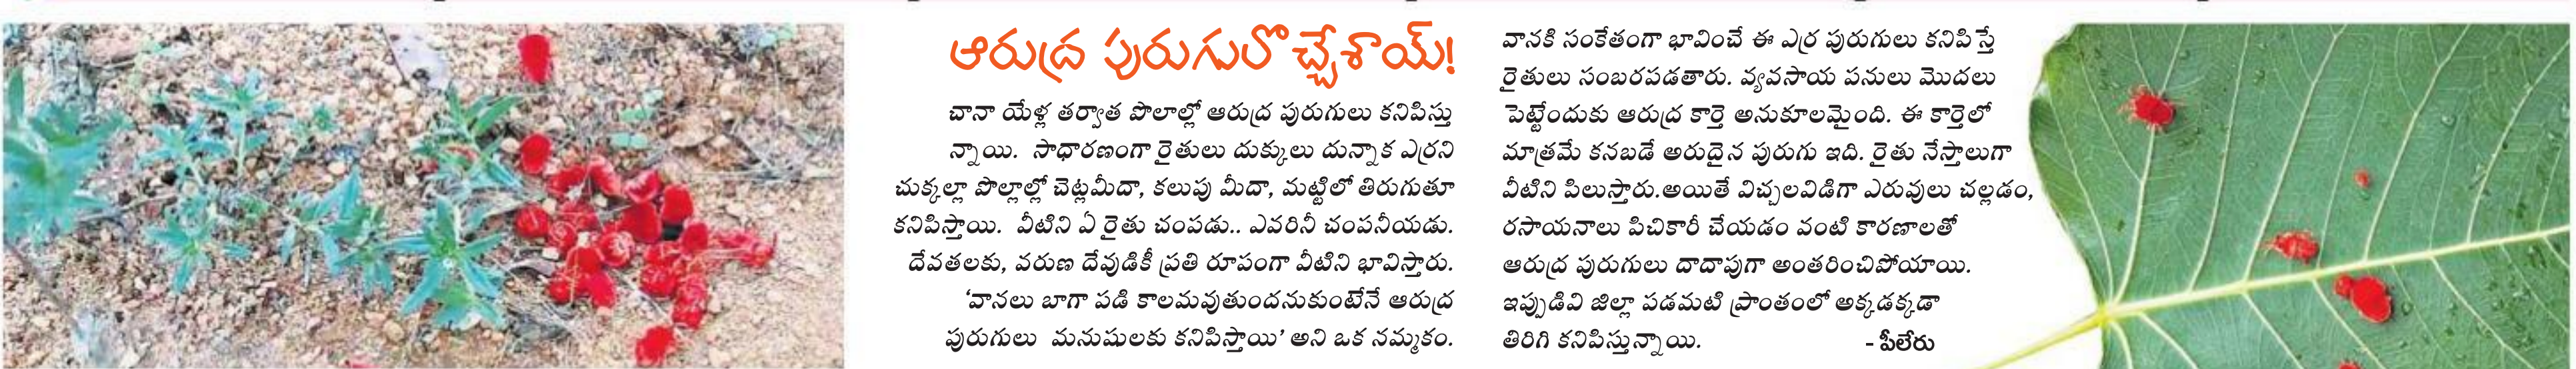 ఆరుద్ర పురుగులొచ్చేశాయ్!
చానా యేళ్ల తర్వాత పొలాల్లో ఆరుద్ర పురుగులు కనిపిస్తు
న్నాయి. సాధారణంగా రైతులు దుక్కులు దున్నాక ఎర్రని
చుక్కల్లా పొల్లాల్లో చెట్లమీదా, కలుపు మీదా, మట్టిలో తిరుగుతూ
కనిపిస్తాయి. వీటిని ఏ రైతు చంపడు.. ఎవరినీ చంపనీయడు.
దేవతలకు, వరుణ దేవుడికీ ప్రతి రూపంగా వీటిని భావిస్తారు.
‘వానలు బాగా పడి కాలమవుతుందనుకుంటేనే ఆరుద్ర
పురుగులు మనుషులకు కనిపిస్తాయి’ అని ఒక నమ్మకం.
వానకి సంకేతంగా భావించే ఈ ఎర్ర పురుగులు కనిపిస్తే
రైతులు సంబరపడతారు. వ్యవసాయ పనులు మొదలు
పెట్టేందుకు ఆరుద్ర కార్తె అనుకూలమైంది. ఈ కార్తెలో
మాత్రమే కనబడే అరుదైన పురుగు ఇది. రైతు నేస్తాలుగా
వీటిని పిలుస్తారు.అయితే విచ్చలవిడిగా ఎరువులు చల్లడం,
రసాయనాలు పిచికారీ చేయడం వంటి కారణాలతో
ఆరుద్ర పురుగులు దాదాపుగా అంతరించిపోయాయి.
ఇప్పుడివి జిల్లా పడమటి ప్రాంతంలో అక్కడక్కడా
తిరిగి కనిపిస్తున్నాయి.
- పీలేరు